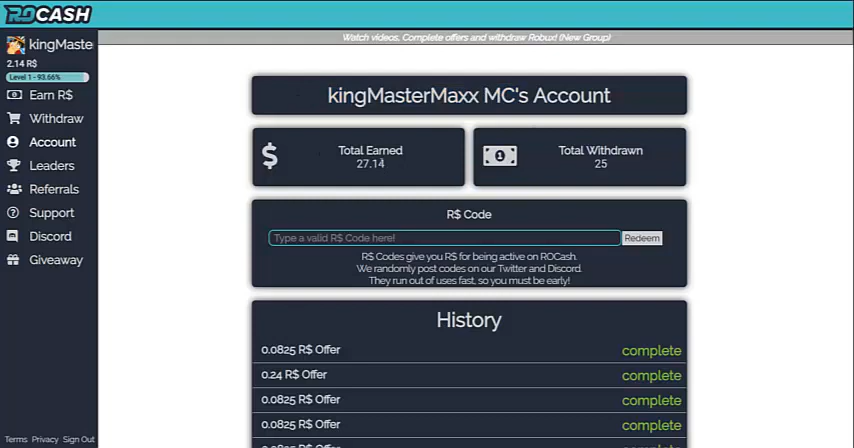 ROCASH
Watch videos, Complete offers and withdraw Robux! (New Group)
kingMaste
2.14 R$
Level 1 - 93.66%
Earn R$
Withdraw
Account
Leaders
Referrals
Support
Discord
Giveaway
Terms Privacy Sign Out
kingMasterMaxx MC's Account
Total Earned
27.14
Total Withdrawn
25
R$ Code
Type a valid R$ Code here!
Redeem
R$ Codes give you R$ for being active on ROCash.
We randomly post codes on our Twitter and Discord.
They run out of uses fast, so you must be early!
History
0.0825 R$ Offer complete
0.24 R$ Offer complete
0.0825 R$ Offer complete
0.0825 R$ Offer complete